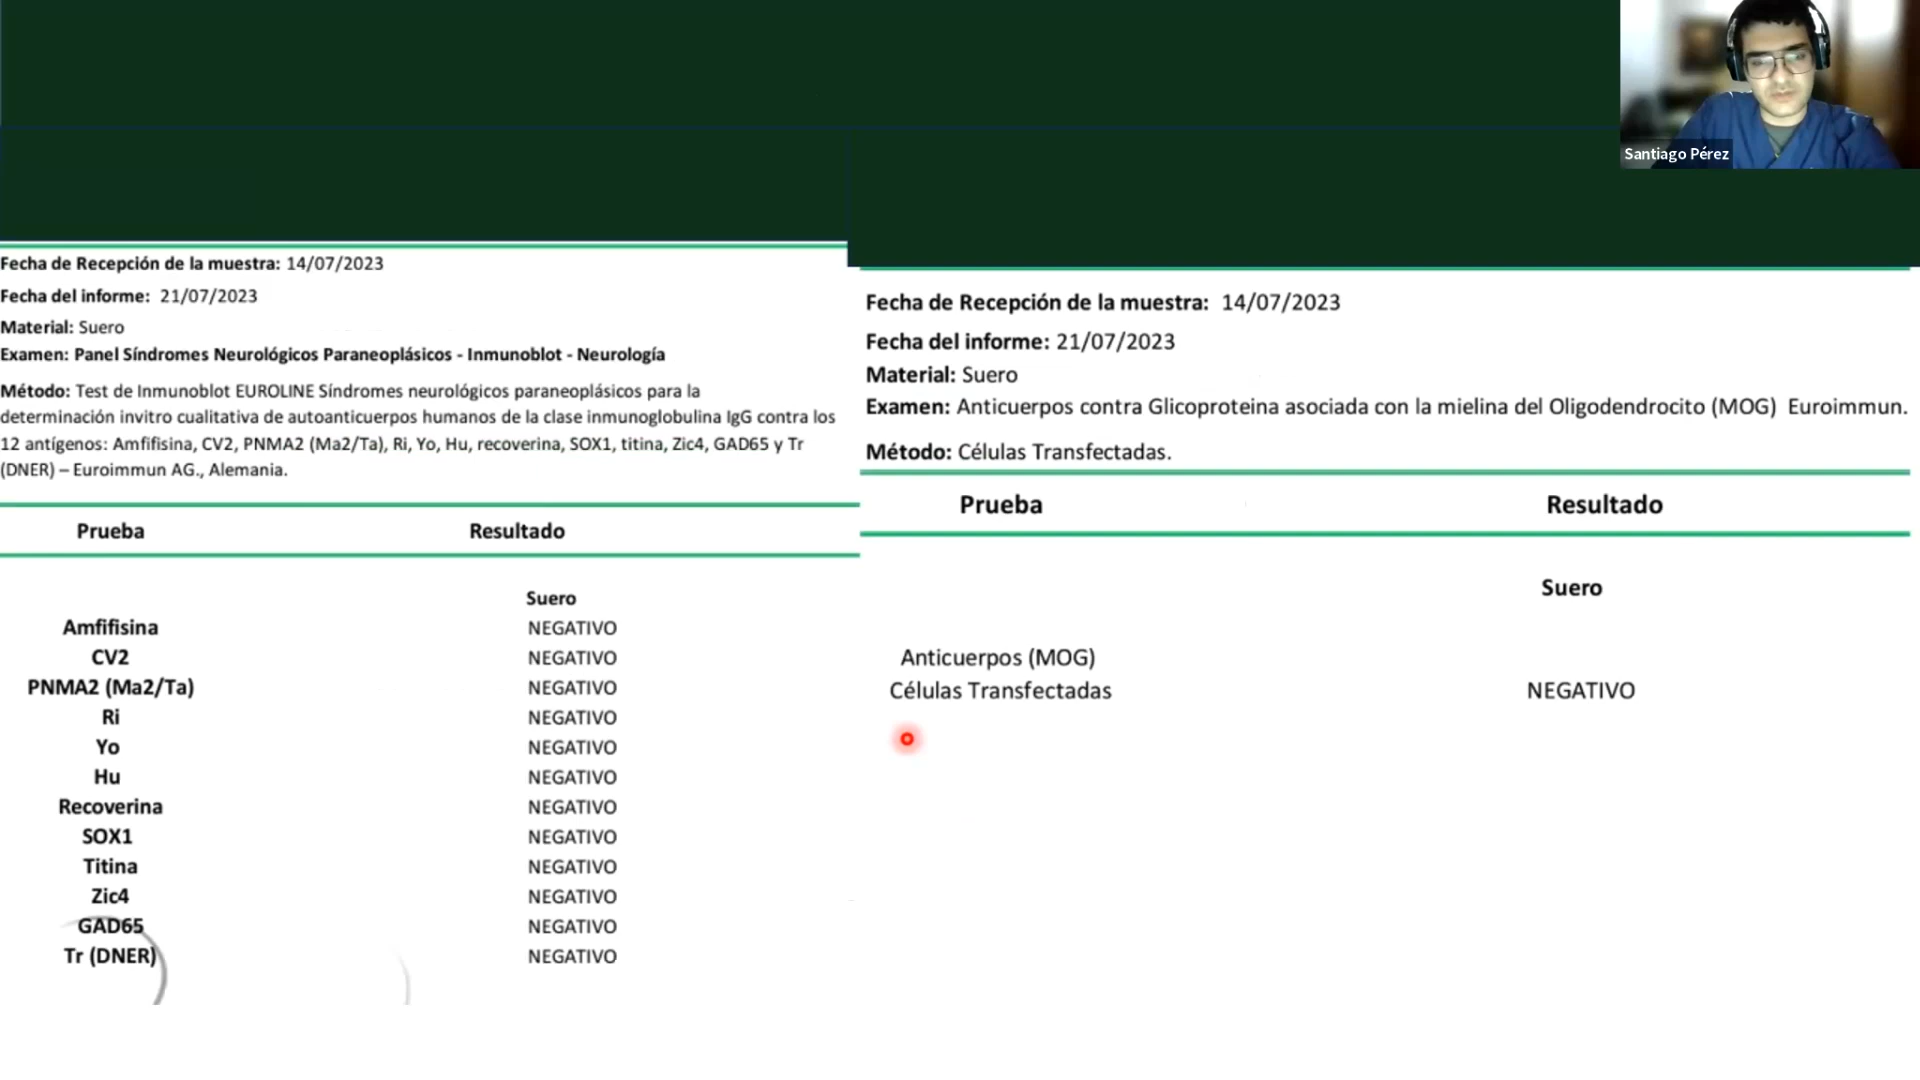 Santiago Pérez
Fecha de Recepción de la muestra: 14/07/2023
Fecha del informe: 21/07/2023
Material: Suero
Examen: Panel Síndromes Neurológicos Paraneoplásicos - Inmunoblot - Neurología
Método: Test de Inmunoblot EUROLINE Síndromes neurológicos paraneoplásicos para la
determinación invitro cualitativa de autoanticuerpos humanos de la clase inmunoglobulina IgG contra los
12 antígenos: Amfifisina, CV2, PNMA2 (Ma2/Ta), Ri, Yo, Hu, recoverina, SOX1, titina, Zic4, GAD65 y Tr
(DNER) – Euroimmun AG., Alemania.
Prueba Resultado
Suero
Amfifisina NEGATIVO
CV2 NEGATIVO
PNMA2 (Ma2/Ta) NEGATIVO
Ri NEGATIVO
Yo NEGATIVO
Hu NEGATIVO
Recoverina NEGATIVO
SOX1 NEGATIVO
Titina NEGATIVO
Zic4 NEGATIVO
GAD65 NEGATIVO
Tr (DNER) NEGATIVO
Fecha de Recepción de la muestra: 14/07/2023
Fecha del informe: 21/07/2023
Material: Suero
Examen: Anticuerpos contra Glicoproteina asociada con la mielina del Oligodendrocito (MOG) Euroimmun.
Método: Células Transfectadas.
Prueba Resultado
Suero
Anticuerpos (MOG)
Células Transfectadas NEGATIVO